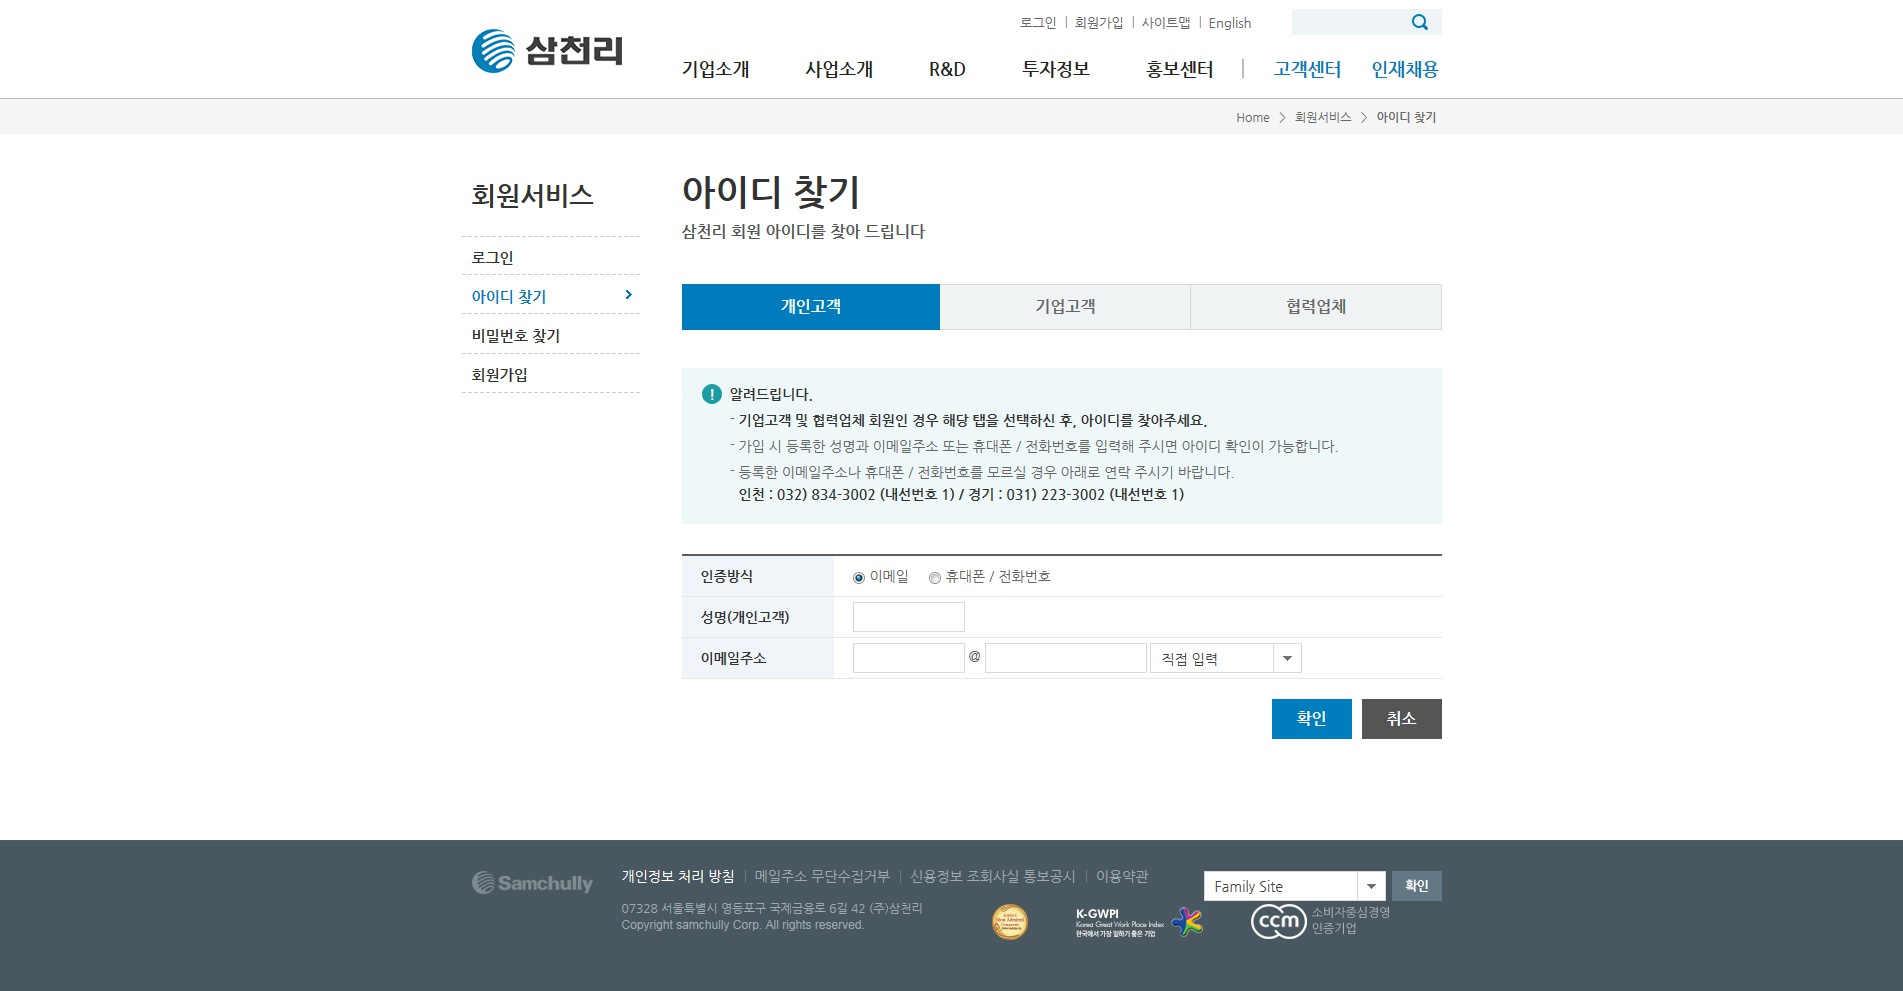 로그인 | 회원가입 | 사이트맵 | English
삼천리
기업소개 사업소개 R&D 투자정보 홍보센터 | 고객센터 인재채용
Home > 회원서비스 > 아이디 찾기
회원서비스
로그인
아이디 찾기
비밀번호 찾기
회원가입
아이디 찾기
삼천리 회원 아이디를 찾아 드립니다
개인고객 기업고객 협력업체
! 알려드립니다.
- 기업고객 및 협력업체 회원인 경우 해당 탭을 선택하신 후, 아이디를 찾아주세요.
- 가입 시 등록한 성명과 이메일주소 또는 휴대폰 / 전화번호를 입력해 주시면 아이디 확인이 가능합니다.
- 등록한 이메일주소나 휴대폰 / 전화번호를 모르실 경우 아래로 연락 주시기 바랍니다.
인천 : 032) 834-3002 (내선번호 1) / 경기 : 031) 223-3002 (내선번호 1)
인증방식 이메일 휴대폰 / 전화번호
성명(개인고객)
이메일주소 @ 직접 입력
확인 취소
Samchully
개인정보 처리 방침 | 메일주소 무단수집거부 | 신용정보 조회사실 통보공시 | 이용약관
07328 서울특별시 영등포구 국제금융로 6길 42 (주)삼천리
Copyright samchully Corp. All rights reserved.
Family Site 확인
K-GWPI
Korea Great Work Place Index
한국에서 가장 일하기 좋은 기업
ccm
소비자중심경영
인증기업